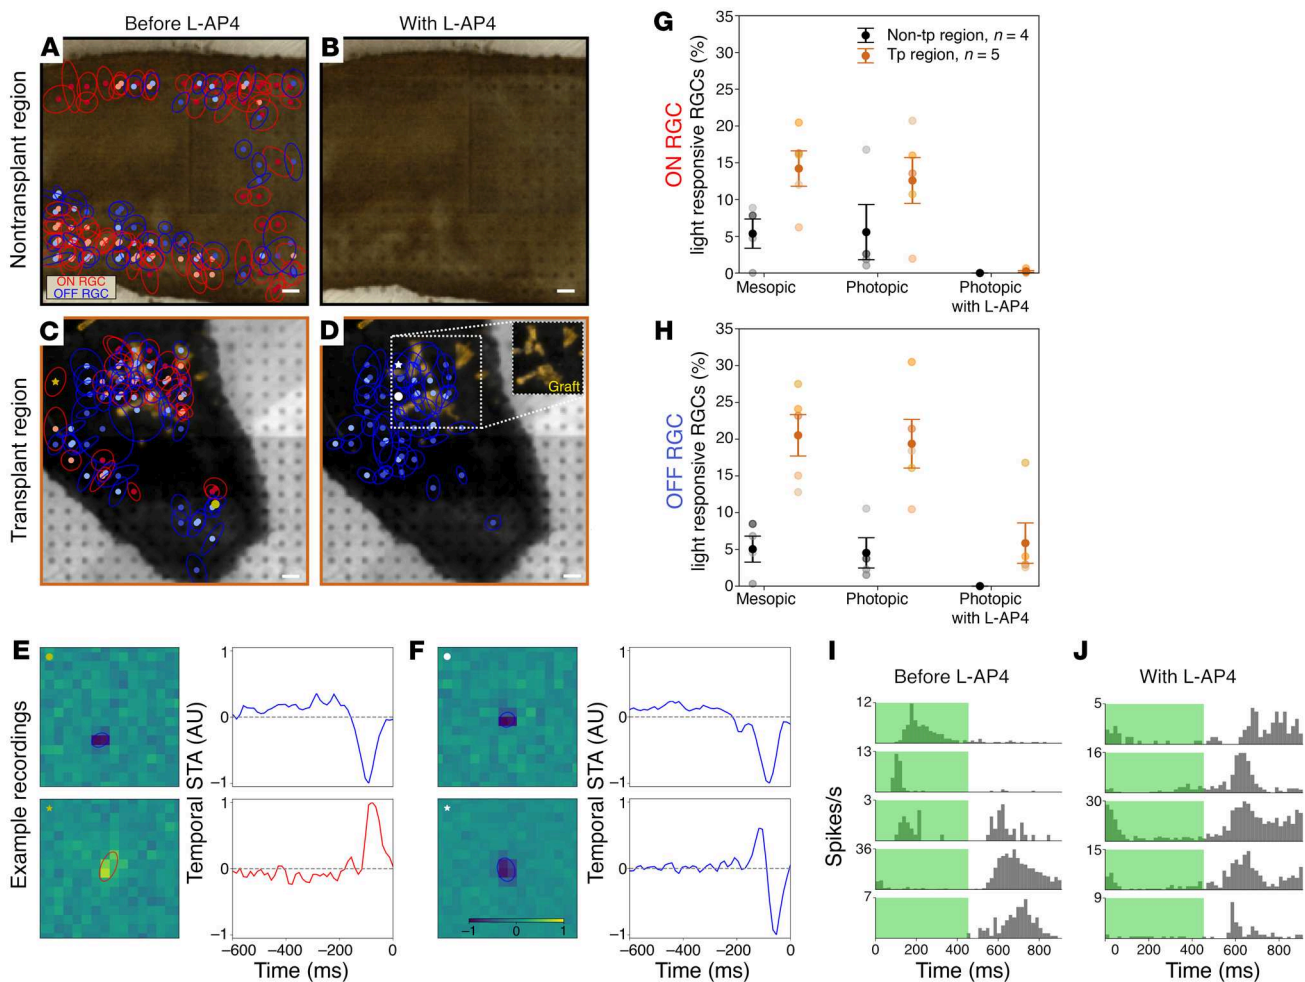 Before L-AP4
With L-AP4
Nontransplant region
A
B
ON RGC
OFF RGC
Transplant region
C
D
Graft
G
ON RGC
light responsive RGCs (%)
35
30
25
20
15
10
5
0
Non-tp region, n = 4
Tp region, n = 5
Mesopic
Photopic
Photopic
with L-AP4
H
OFF RGC
light responsive RGCs (%)
35
30
25
20
15
10
5
0
Mesopic
Photopic
Photopic
with L-AP4
Example recordings
E
Temporal STA (AU)
1
0
−1
1
0
−1
−600
−400
−200
0
Time (ms)
F
−1
0
1
Temporal STA (AU)
1
0
−1
1
0
−1
−600
−400
−200
0
Time (ms)
I
Before L-AP4
Spikes/s
12
13
3
36
7
0
200
400
600
800
Time (ms)
J
With L-AP4
5
16
30
15
9
0
200
400
600
800
Time (ms)